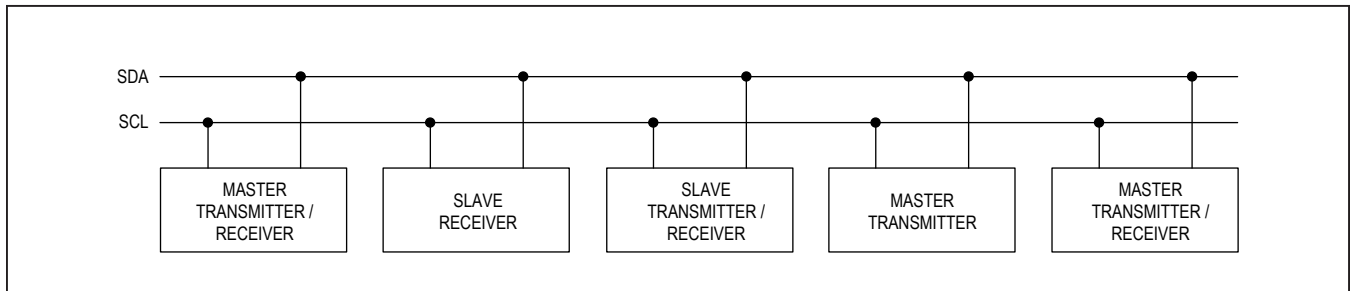 SDA
SCL
MASTER
TRANSMITTER /
RECEIVER
SLAVE
RECEIVER
SLAVE
TRANSMITTER /
RECEIVER
MASTER
TRANSMITTER
MASTER
TRANSMITTER /
RECEIVER